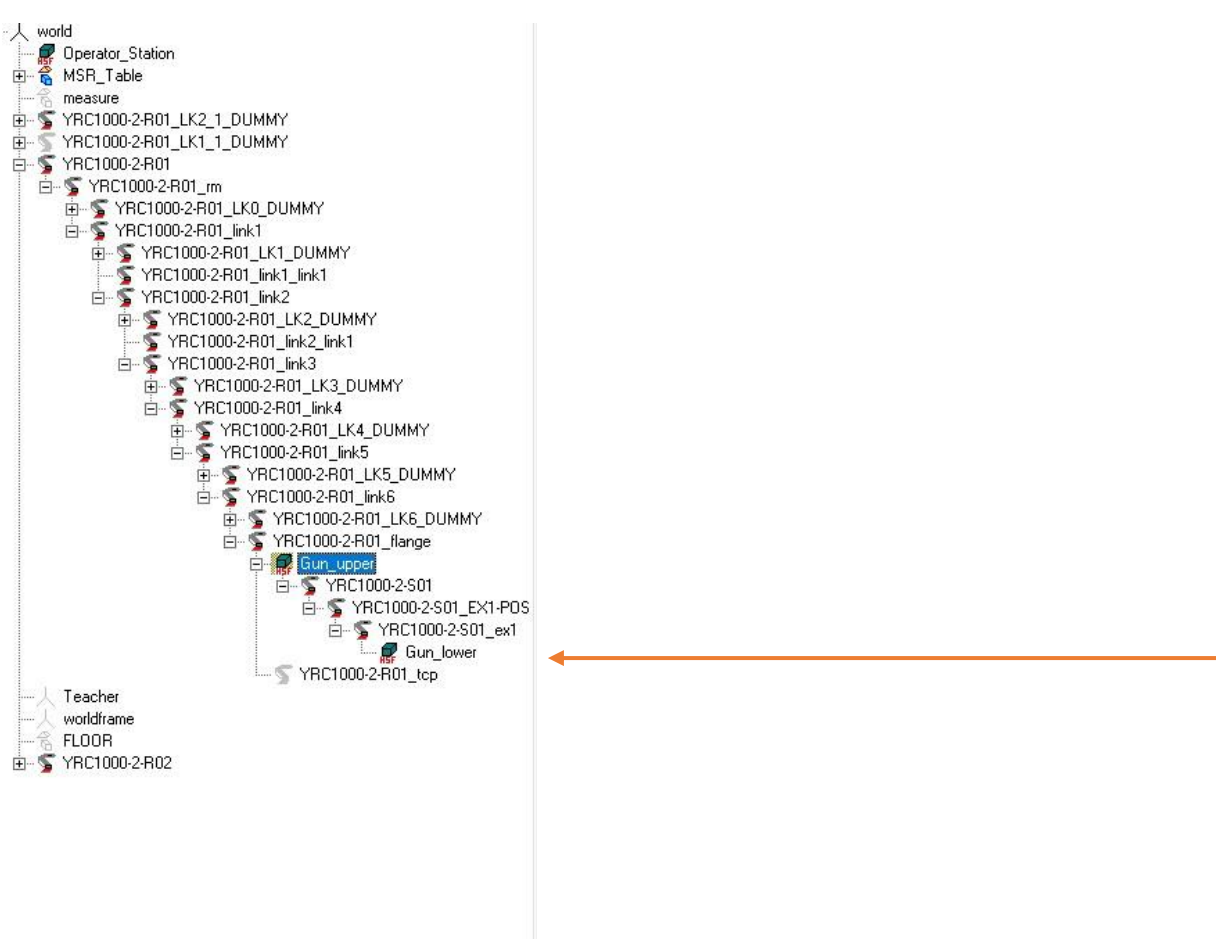 world
Operator_Station
MSR_Table
measure
YRC1000-2-R01_LK2_1_DUMMY
YRC1000-2-R01_LK1_1_DUMMY
YRC1000-2-R01
YRC1000-2-R01_rm
YRC1000-2-R01_LK0_DUMMY
YRC1000-2-R01_link1
YRC1000-2-R01_LK1_DUMMY
YRC1000-2-R01_link1_link1
YRC1000-2-R01_link2
YRC1000-2-R01_LK2_DUMMY
YRC1000-2-R01_link2_link1
YRC1000-2-R01_link3
YRC1000-2-R01_LK3_DUMMY
YRC1000-2-R01_link4
YRC1000-2-R01_LK4_DUMMY
YRC1000-2-R01_link5
YRC1000-2-R01_LK5_DUMMY
YRC1000-2-R01_link6
YRC1000-2-R01_LK6_DUMMY
YRC1000-2-R01_flange
Gun_upper
YRC1000-2-S01
YRC1000-2-S01_EX1-POS
YRC1000-2-S01_ex1
Gun_lower
YRC1000-2-R01_tcp
Teacher
worldframe
FLOOR
YRC1000-2-R02